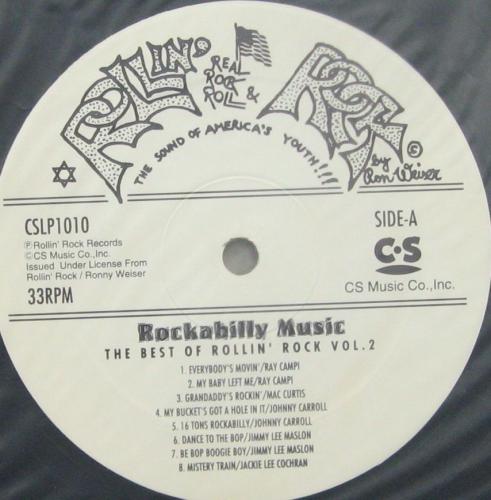 ROLLIN'
REAL
ROCK
& ROLL
ROCK
THE SOUND OF AMERICA'S YOUTH!!!
© by
Ron Weiser
CSLP1010
Ⓟ Rollin' Rock Records
© CS Music Co., Inc.
Issued Under License From
Rollin' Rock / Ronny Weiser
33RPM
SIDE-A
C·S
CS Music Co., Inc.
Rockabilly Music
THE BEST OF ROLLIN' ROCK VOL.2
1. EVERYBODY'S MOVIN'/RAY CAMPI
2. MY BABY LEFT ME/RAY CAMPI
3. GRANDADDY'S ROCKIN'/MAC CURTIS
4. MY BUCKET'S GOT A HOLE IN IT/JOHNNY CARROLL
5. 16 TONS ROCKABILLY/JOHNNY CARROLL
6. DANCE TO THE BOP/JIMMY LEE MASLON
7. BE BOP BOOGIE BOY/JIMMY LEE MASLON
8. MISTERY TRAIN/JACKIE LEE COCHRAN